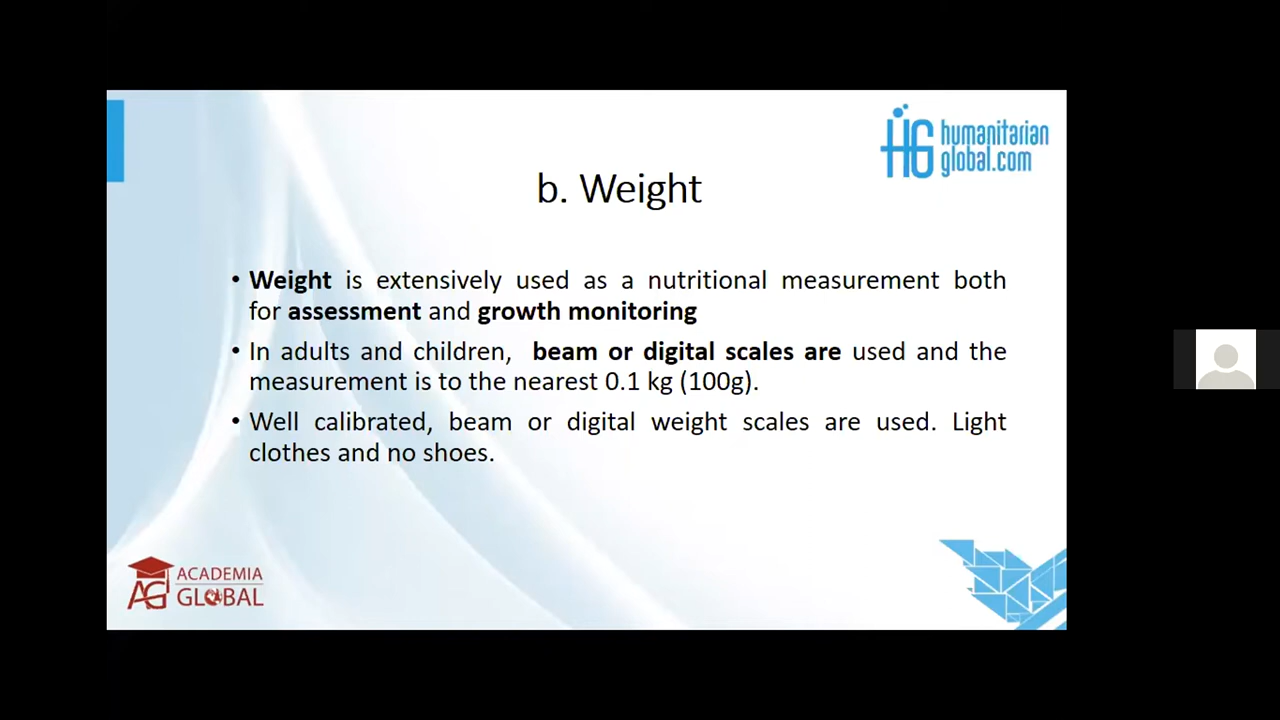 humanitarian
global.com
b. Weight
• Weight is extensively used as a nutritional measurement both
for assessment and growth monitoring
• In adults and children, beam or digital scales are used and the
measurement is to the nearest 0.1 kg (100g).
• Well calibrated, beam or digital weight scales are used. Light
clothes and no shoes.
ACADEMIA
GLOBAL